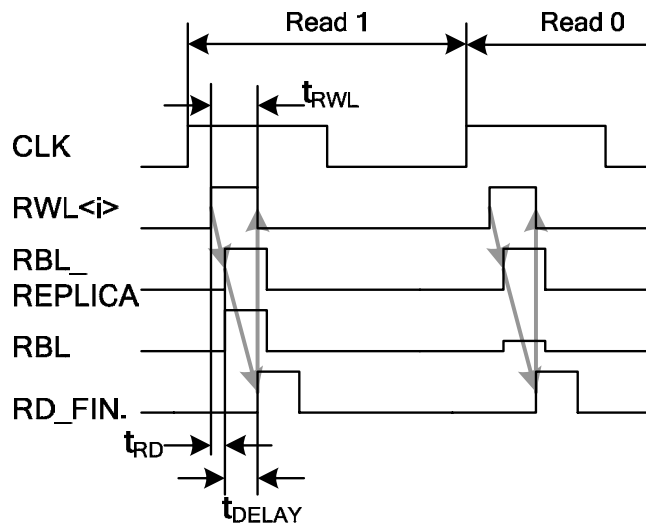 Read 1 Read 0
tRWL
CLK
RWL<i>
RBL_
REPLICA
RBL
RD_FIN.
tRD
tDELAY